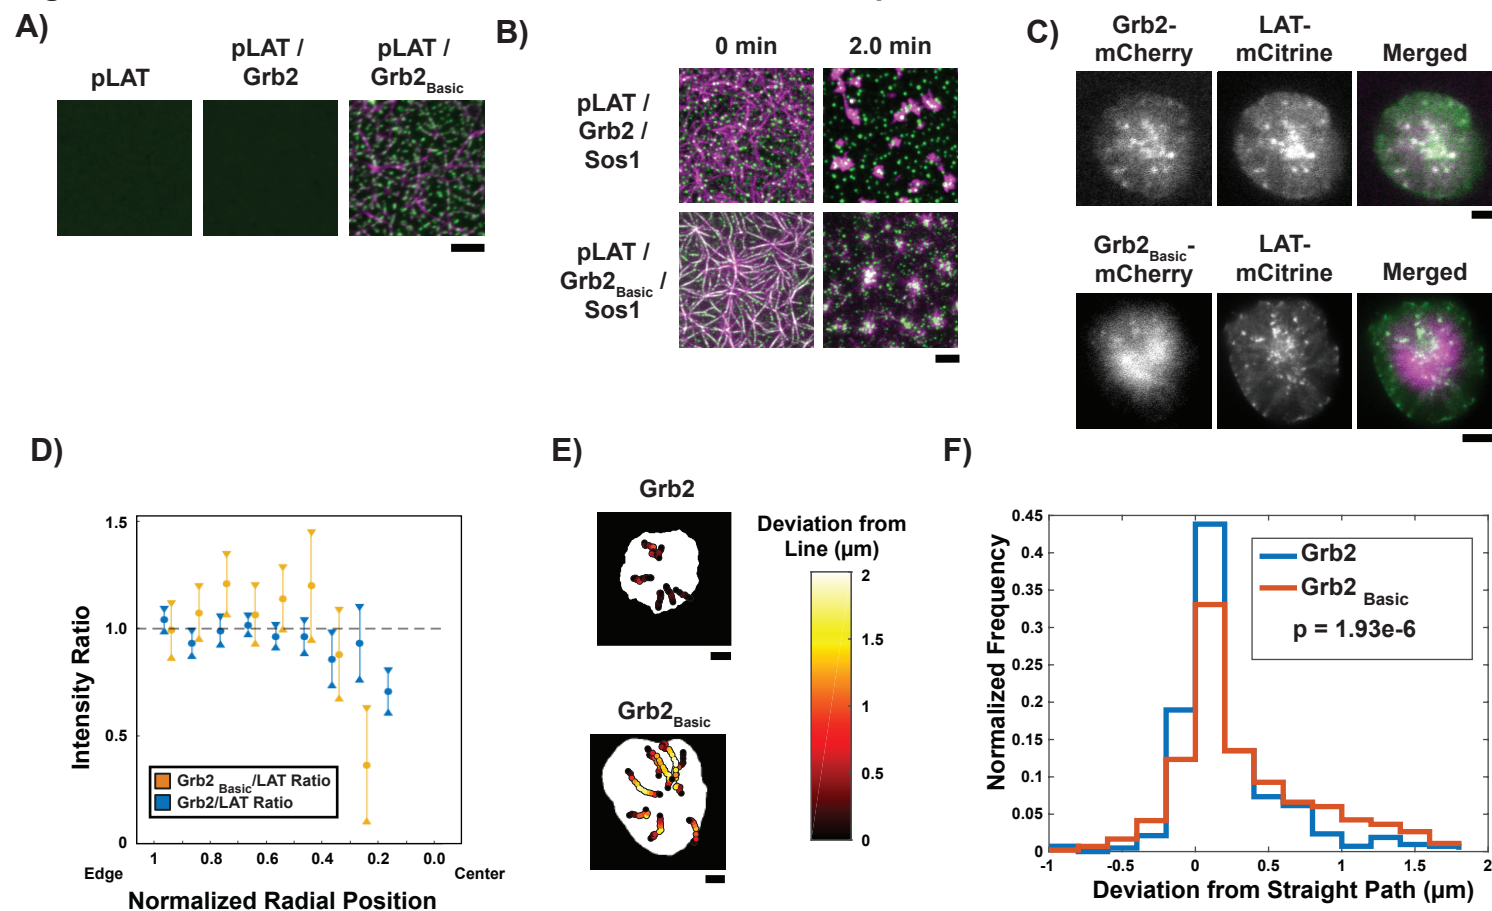 A)
pLAT
pLAT /
Grb2
pLAT /
Grb2Basic
B)
0 min
2.0 min
pLAT /
Grb2 /
Sos1
pLAT /
Grb2Basic /
Sos1
C)
Grb2-
mCherry
LAT-
mCitrine
Merged
Grb2Basic-
mCherry
LAT-
mCitrine
Merged
D)
Intensity Ratio
1.5
1.0
0.5
0
Grb2 Basic/LAT Ratio
Grb2/LAT Ratio
1
0.8
0.6
0.4
0.2
0.0
Edge
Center
Normalized Radial Position
E)
Grb2
Grb2Basic
Deviation from
Line (µm)
2
1.5
1
0.5
0
F)
Normalized Frequency
0.45
0.4
0.35
0.3
0.25
0.2
0.15
0.1
0.05
0
Grb2
Grb2 Basic
p = 1.93e-6
-1
-0.5
0
0.5
1
1.5
2
Deviation from Straight Path (µm)